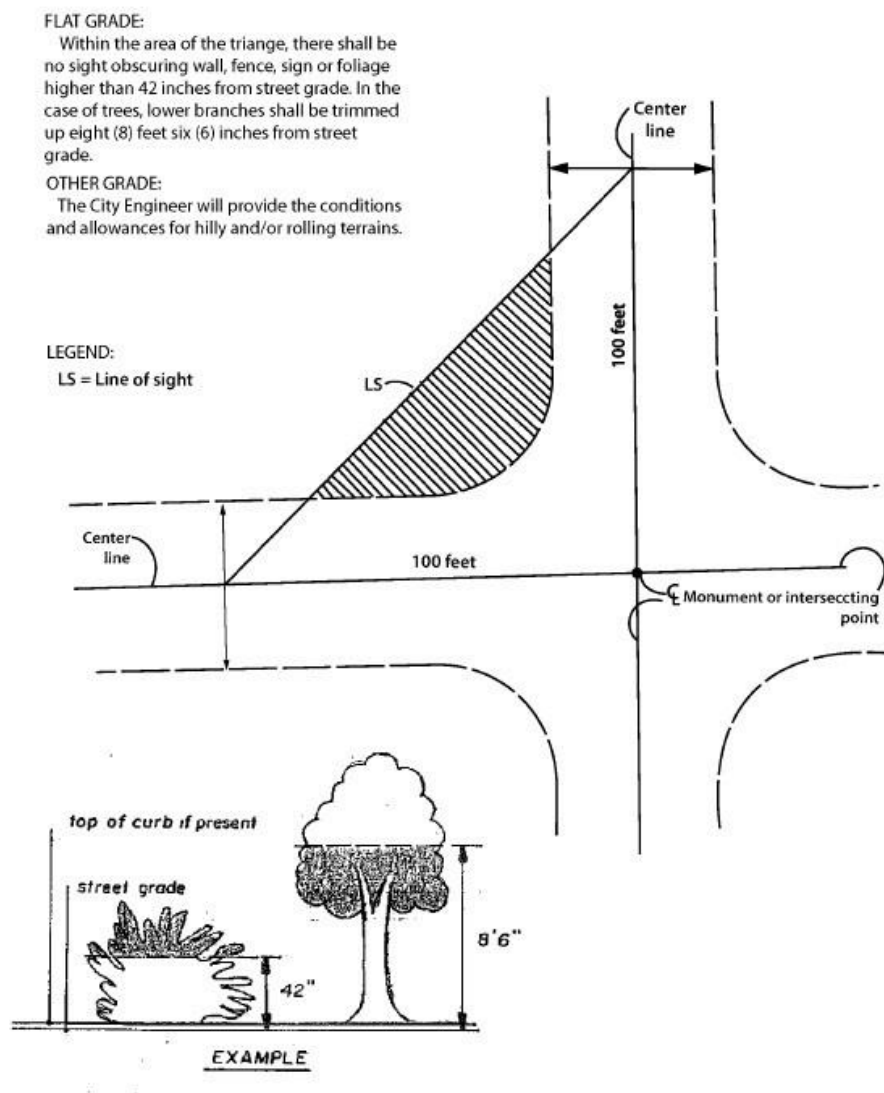 FLAT GRADE:
Within the area of the triange, there shall be
no sight obscuring wall, fence, sign or foliage
higher than 42 inches from street grade. In the
case of trees, lower branches shall be trimmed
up eight (8) feet six (6) inches from street
grade.
OTHER GRADE:
The City Engineer will provide the conditions
and allowances for hilly and/or rolling terrains.
Center
line
100 feet
LEGEND:
LS = Line of sight
LS
Center
line
100 feet
℄ Monument or interseccting
point
top of curb if present
street grade
42"
8'6"
EXAMPLE